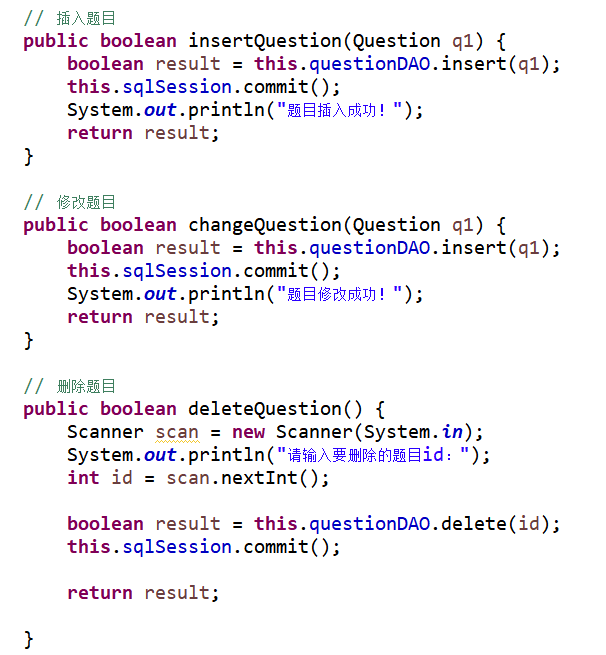 // 插入题目
public boolean insertQuestion(Question q1) {
boolean result = this.questionDAO.insert(q1);
this.sqlSession.commit();
System.out.println("题目插入成功！");
return result;
}
// 修改题目
public boolean changeQuestion(Question q1) {
boolean result = this.questionDAO.insert(q1);
this.sqlSession.commit();
System.out.println("题目修改成功！");
return result;
}
// 删除题目
public boolean deleteQuestion() {
Scanner scan = new Scanner(System.in);
System.out.println("请输入要删除的题目id：");
int id = scan.nextInt();
boolean result = this.questionDAO.delete(id);
this.sqlSession.commit();
return result;
}